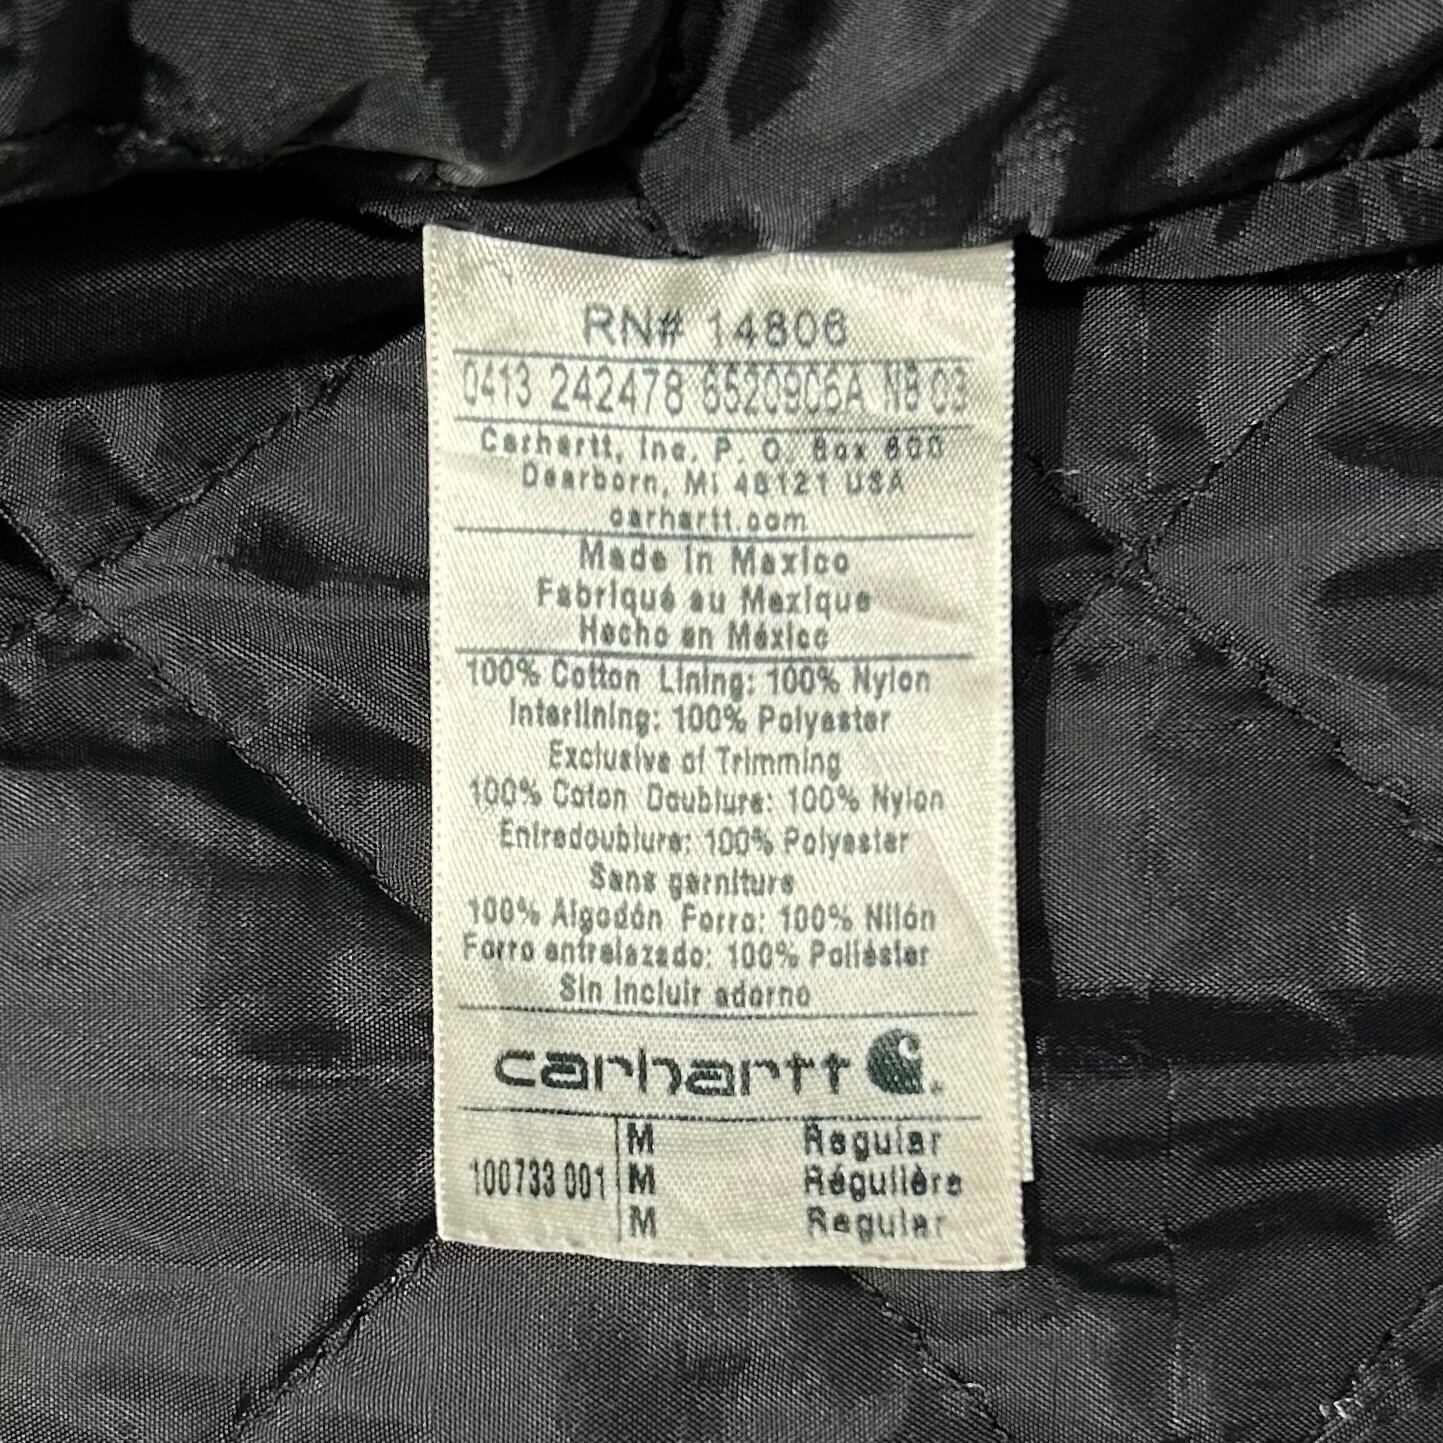 RN# 14806
0413 242478 65209C6A NB 03
Carhartt, Inc. P. O. Box 600
Dearborn, MI 48121 USA
carhartt.com
Made In Mexico
Fabriqué au Mexique
Hecho en México
100% Cotton Lining: 100% Nylon
Interlining: 100% Polyester
Exclusive of Trimming
100% Coton Doublure: 100% Nylon
Entredoublure: 100% Polyester
Sans garniture
100% Algodón Forro: 100% Nilón
Forro entrelazado: 100% Poliéster
Sin Incluir adorno
carhartt
M Regular
100733 001 M Régulière
M Regular